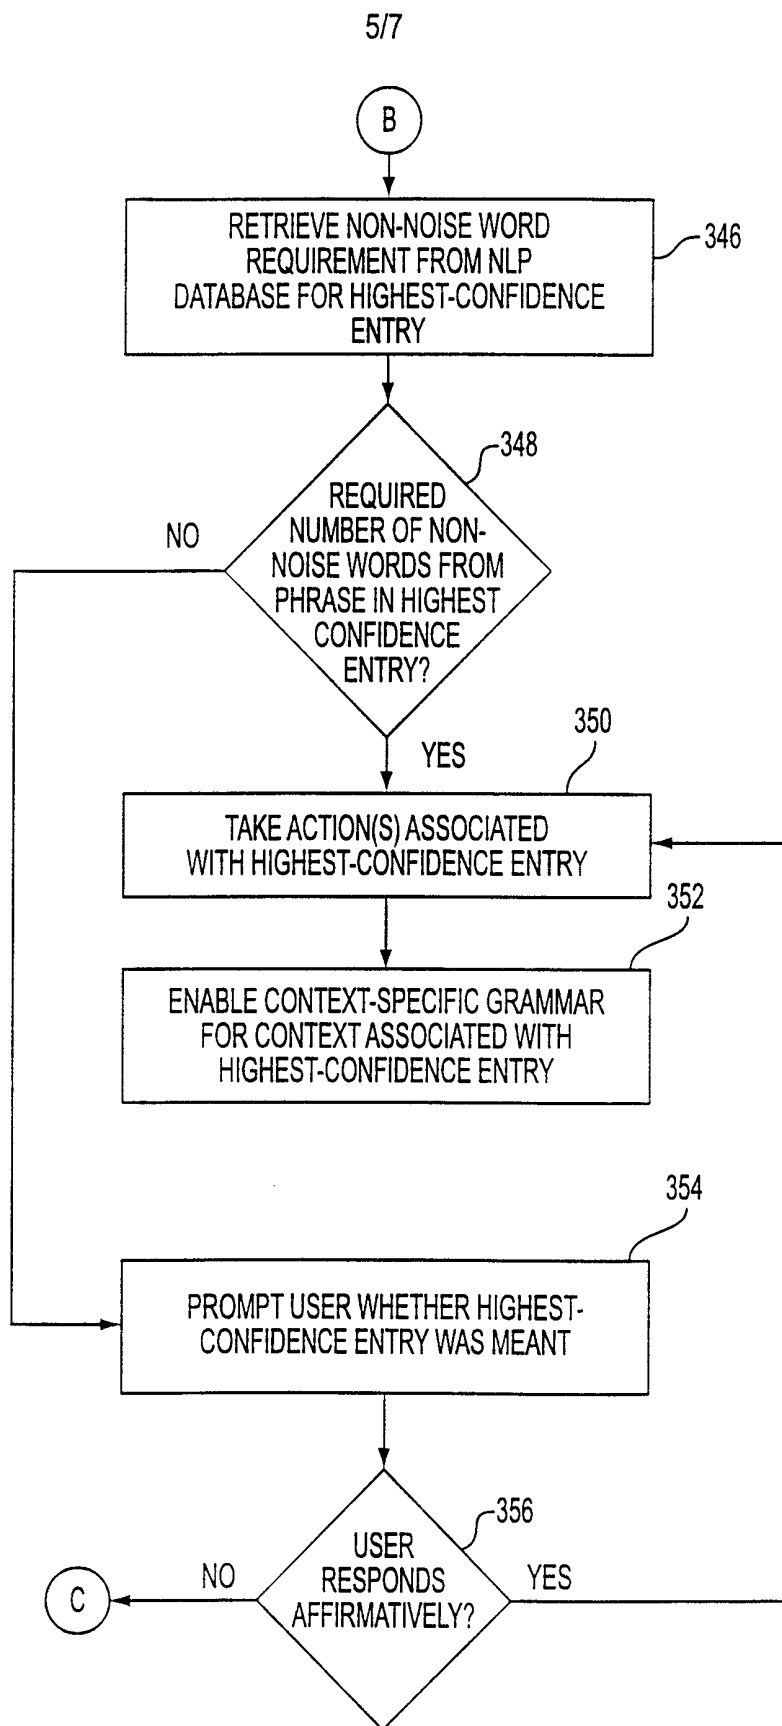 5/7
B
RETRIEVE NON-NOISE WORD
REQUIREMENT FROM NLP
DATABASE FOR HIGHEST-CONFIDENCE
ENTRY
346
348
REQUIRED
NUMBER OF NON-
NOISE WORDS FROM
PHRASE IN HIGHEST
CONFIDENCE
ENTRY?
NO
YES
350
TAKE ACTION(S) ASSOCIATED
WITH HIGHEST-CONFIDENCE ENTRY
352
ENABLE CONTEXT-SPECIFIC GRAMMAR
FOR CONTEXT ASSOCIATED WITH
HIGHEST-CONFIDENCE ENTRY
354
PROMPT USER WHETHER HIGHEST-
CONFIDENCE ENTRY WAS MEANT
356
USER
RESPONDS
AFFIRMATIVELY?
NO
YES
C